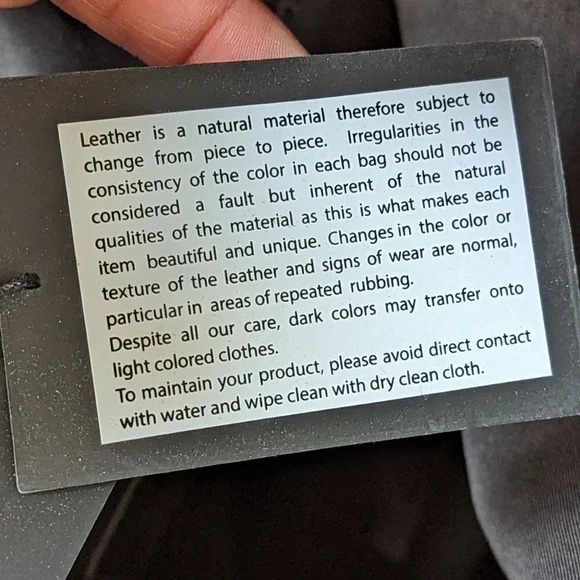 Leather is a natural material therefore subject to
change from piece to piece. Irregularities in the
consistency of the color in each bag should not be
considered a fault but inherent of the natural
qualities of the material as this is what makes each
item beautiful and unique. Changes in the color or
texture of the leather and signs of wear are normal,
particular in areas of repeated rubbing.
Despite all our care, dark colors may transfer onto
light colored clothes.
To maintain your product, please avoid direct contact
with water and wipe clean with dry clean cloth.